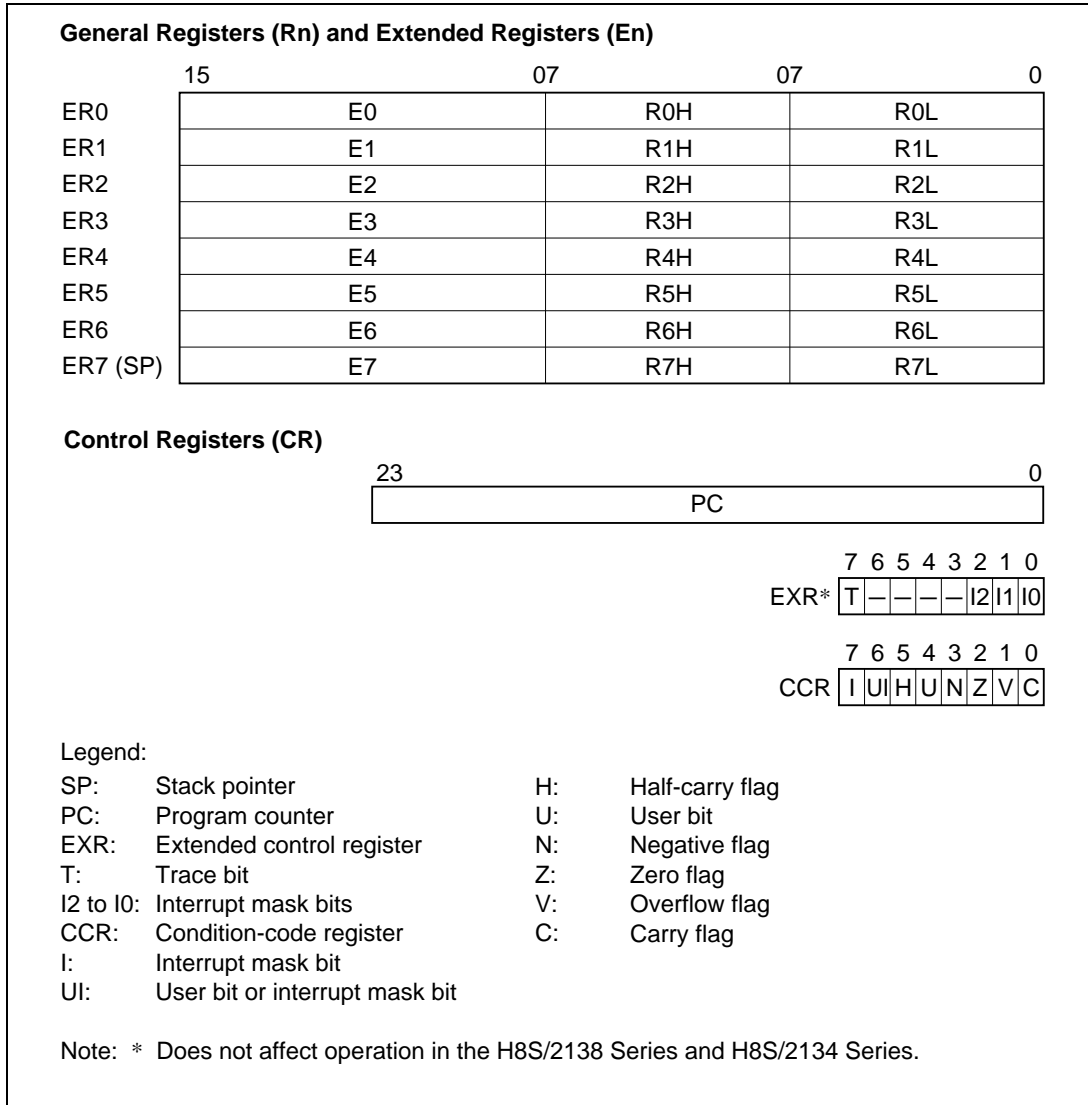 General Registers (Rn) and Extended Registers (En)
15 07 07 0
ER0 E0 R0H R0L
ER1 E1 R1H R1L
ER2 E2 R2H R2L
ER3 E3 R3H R3L
ER4 E4 R4H R4L
ER5 E5 R5H R5L
ER6 E6 R6H R6L
ER7 (SP) E7 R7H R7L
Control Registers (CR)
23 0
PC
7 6 5 4 3 2 1 0
EXR* T — — — — I2 I1 I0
7 6 5 4 3 2 1 0
CCR I UI H U N Z V C
Legend:
SP: Stack pointer
PC: Program counter
EXR: Extended control register
T: Trace bit
I2 to I0: Interrupt mask bits
CCR: Condition-code register
I: Interrupt mask bit
UI: User bit or interrupt mask bit
H: Half-carry flag
U: User bit
N: Negative flag
Z: Zero flag
V: Overflow flag
C: Carry flag
Note: * Does not affect operation in the H8S/2138 Series and H8S/2134 Series.